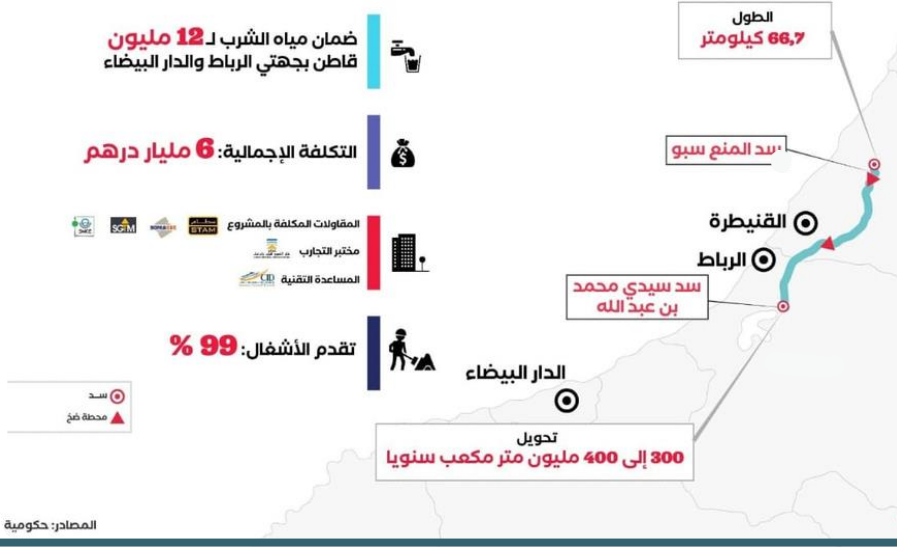 الطول
66,7 كيلومتر
سد المنع سبو
القنيطرة
الرباط
سد سيدي محمد
بن عبد الله
الدار البيضاء
تحويل
300 إلى 400 مليون متر مكعب سنويا
ضمان مياه الشرب لـ 12 مليون
قاطن بجهتي الرباط والدار البيضاء
التكلفة الإجمالية: 6 مليار درهم
المقاولات المكلفة بالمشروع
STAM
SGTM
مختبر التجارب
المساعدة التقنية
CID
تقدم الأشغال: 99 %
سد
محطة ضخ
المصادر: حكومية